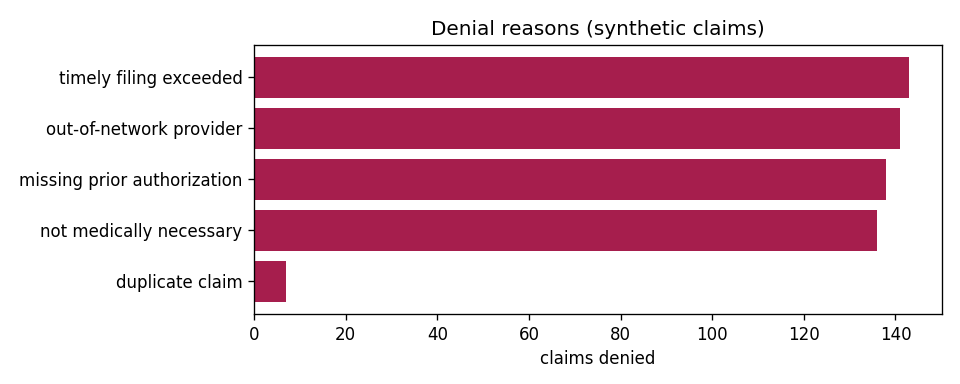 Denial reasons (synthetic claims)
timely filing exceeded
out-of-network provider
missing prior authorization
not medically necessary
duplicate claim
0 20 40 60 80 100 120 140
claims denied